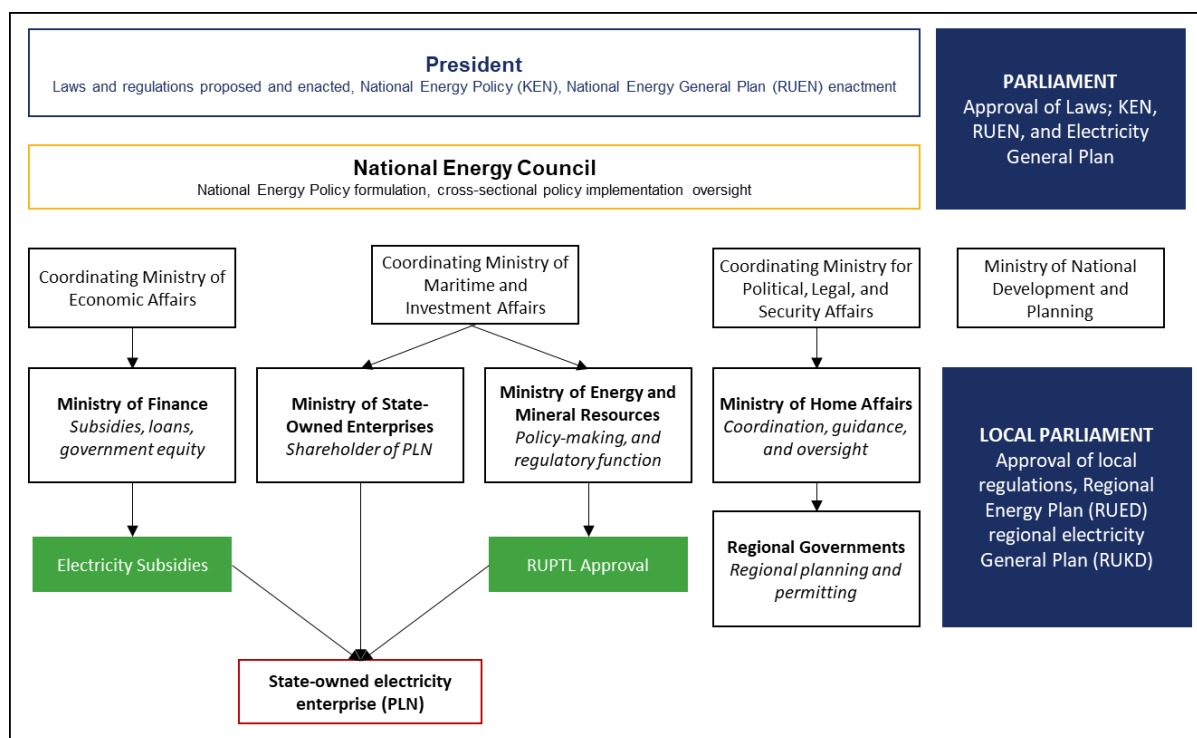 President
Laws and regulations proposed and enacted, National Energy Policy (KEN), National Energy General Plan (RUEN) enactment
PARLIAMENT
Approval of Laws; KEN,
RUEN, and Electricity
General Plan
National Energy Council
National Energy Policy formulation, cross-sectional policy implementation oversight
Coordinating Ministry of
Economic Affairs
Coordinating Ministry of
Maritime and
Investment Affairs
Coordinating Ministry for
Political, Legal, and
Security Affairs
Ministry of National
Development and
Planning
Ministry of Finance
Subsidies, loans,
government equity
Ministry of State-
Owned Enterprises
Shareholder of PLN
Ministry of Energy and
Mineral Resources
Policy-making, and
regulatory function
Ministry of Home Affairs
Coordination, guidance,
and oversight
LOCAL PARLIAMENT
Approval of local
regulations, Regional
Energy Plan (RUED)
regional electricity
General Plan (RUKD)
Electricity Subsidies
RUPTL Approval
Regional Governments
Regional planning and
permitting
State-owned electricity
enterprise (PLN)